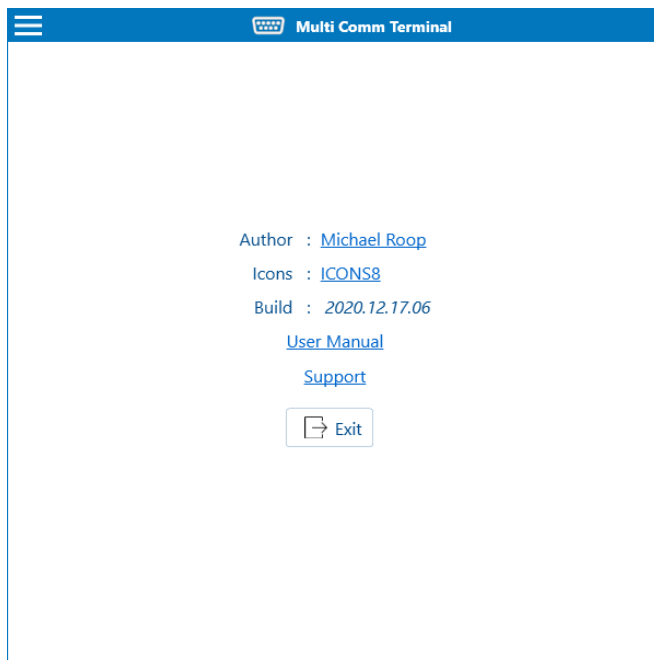 Multi Comm Terminal
Author : Michael Roop
Icons : ICONS8
Build : 2020.12.17.06
User Manual
Support
Exit